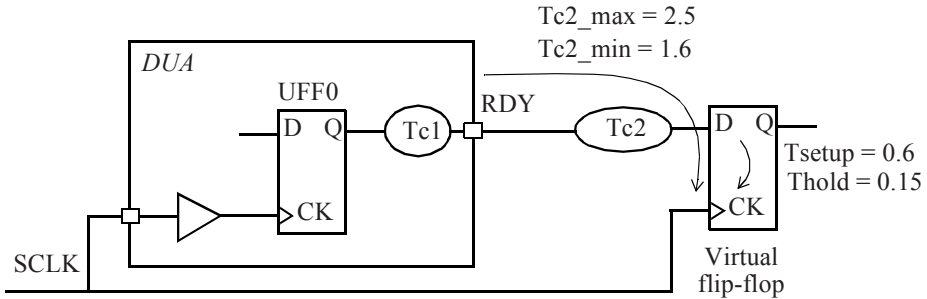 Tc2_max = 2.5
Tc2_min = 1.6
DUA
UFF0
RDY
D Q
Tc1
Tc2
D Q
Tsetup = 0.6
Thold = 0.15
CK
CK
SCLK
Virtual
flip-flop